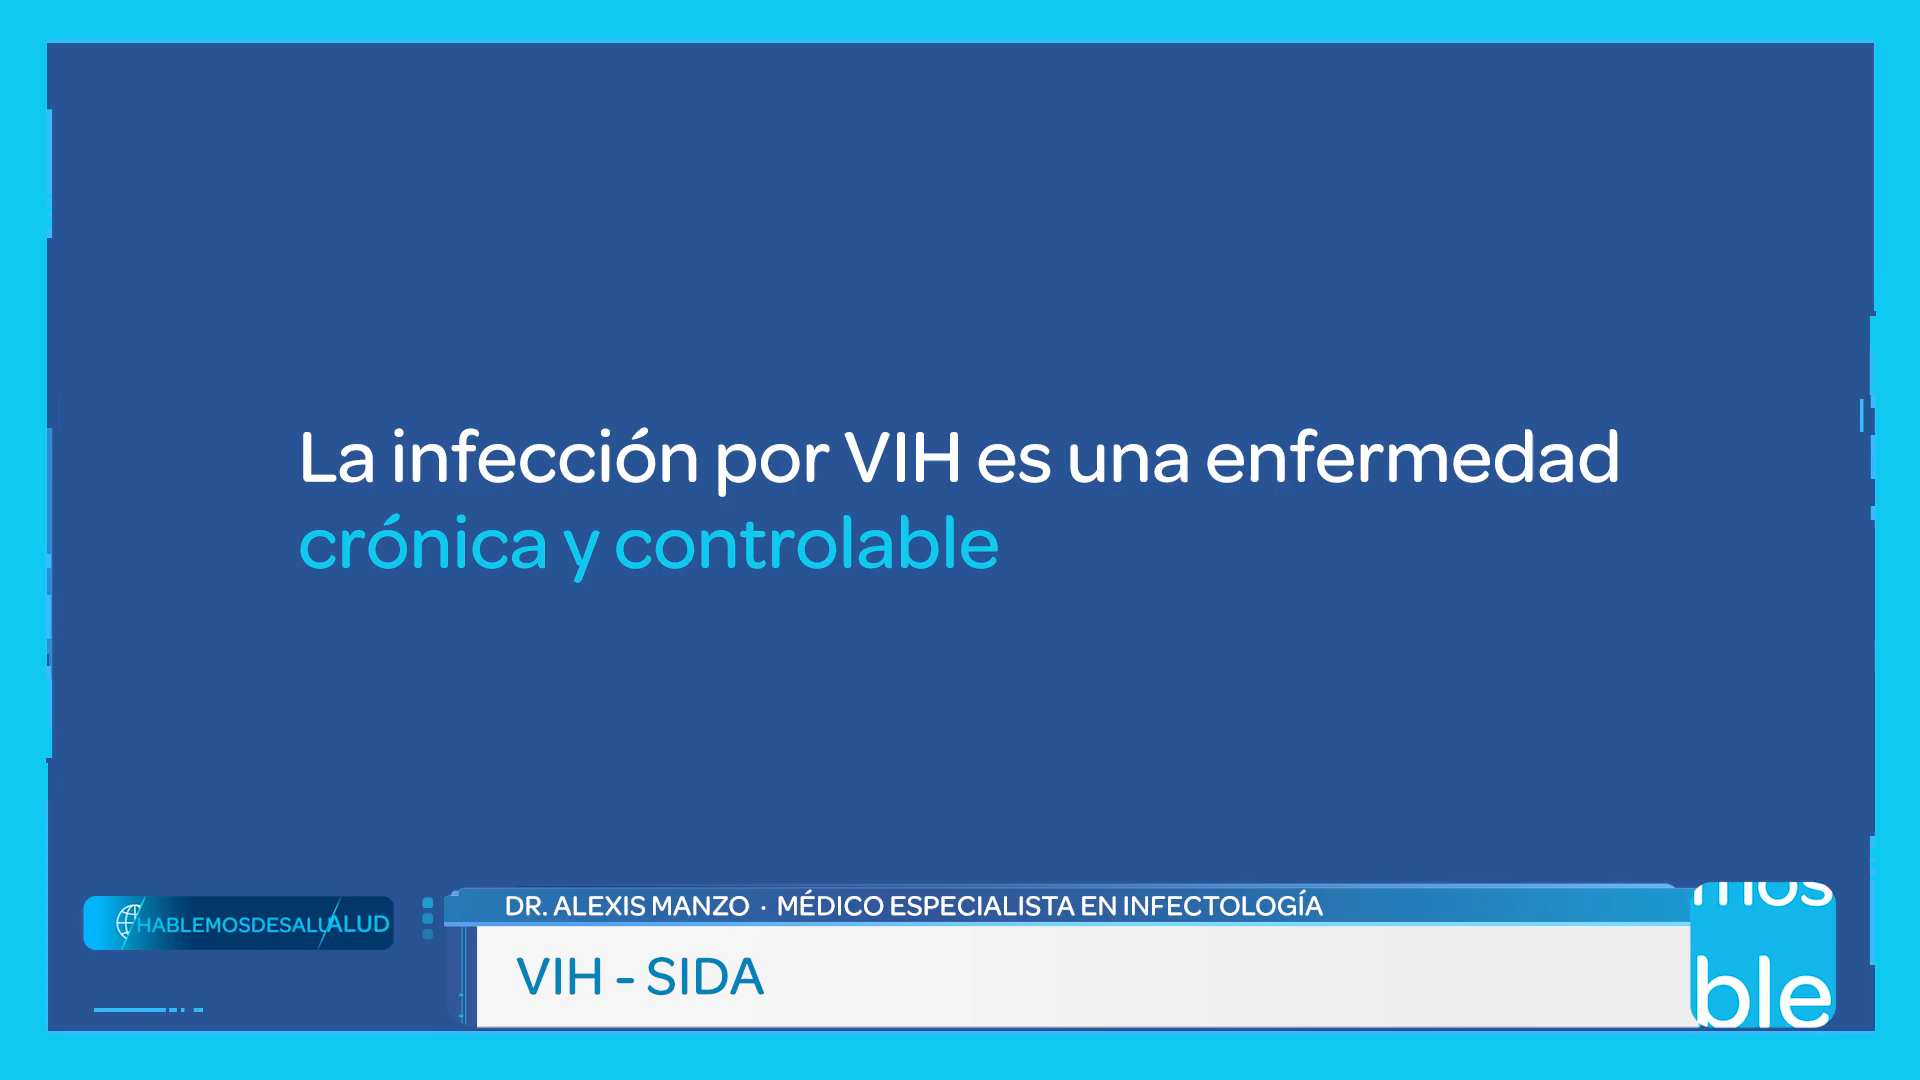 La infección por VIH es una enfermedad
crónica y controlable
DR. ALEXIS MANZO · MÉDICO ESPECIALISTA EN INFECTOLOGÍA
VIH - SIDA
ble